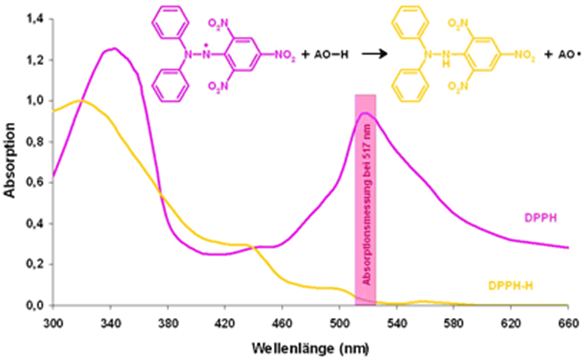 O₂N
N–N•
NO₂
NO₂
+ AO–H
O₂N
N–N
H
NO₂
NO₂
+ AO•
1,4
1,2
1,0
0,8
0,6
0,4
0,2
0,0
Absorption
Absorptionsmessung bei 517 nm
DPPH
DPPH-H
300 340 380 420 460 500 540 580 620 660
Wellenlänge (nm)